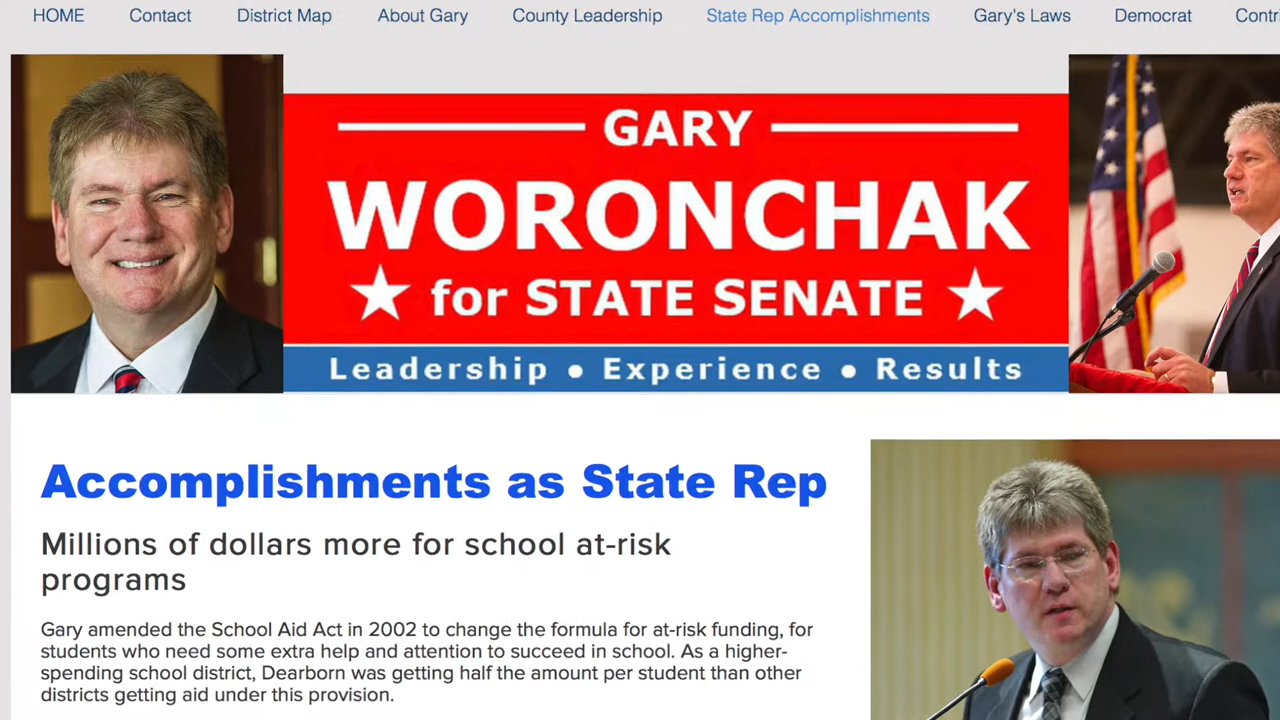 HOME Contact District Map About Gary County Leadership State Rep Accomplishments Gary's Laws Democrat Contri
GARY
WORONCHAK
★ for STATE SENATE ★
Leadership • Experience • Results
Accomplishments as State Rep
Millions of dollars more for school at-risk
programs
Gary amended the School Aid Act in 2002 to change the formula for at-risk funding, for
students who need some extra help and attention to succeed in school. As a higher-
spending school district, Dearborn was getting half the amount per student than other
districts getting aid under this provision.